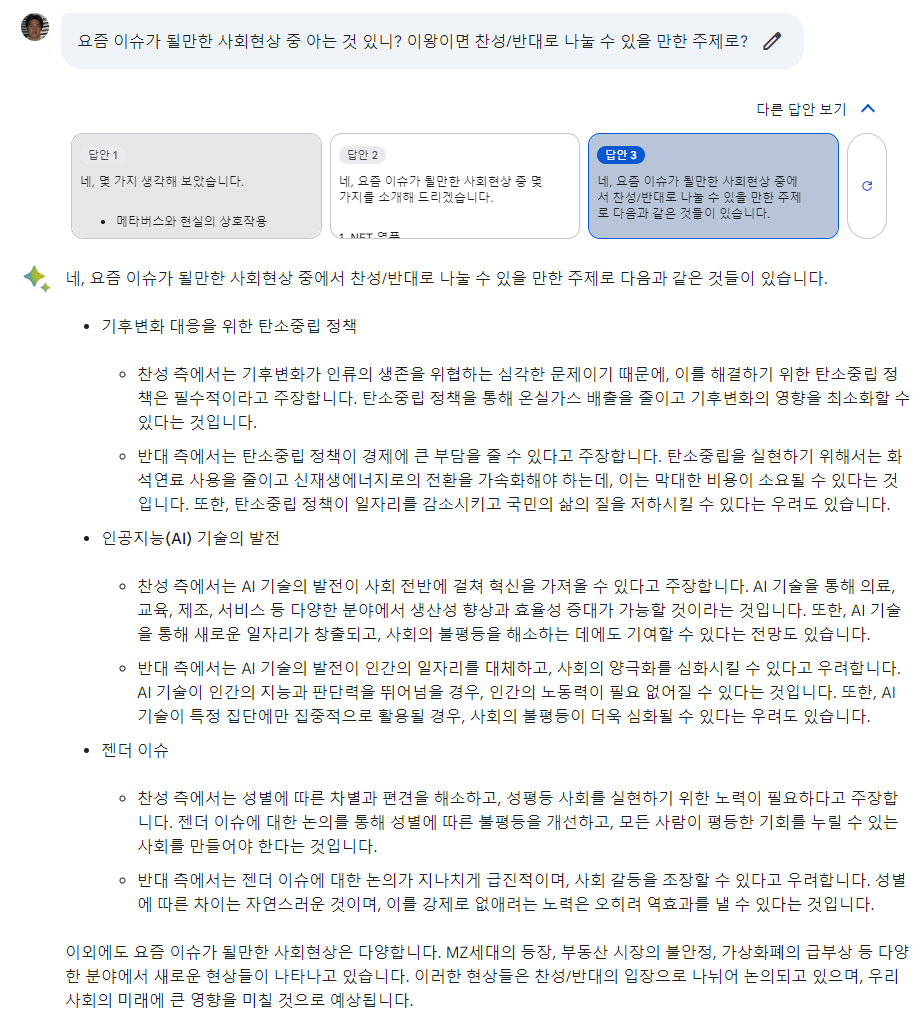 요즘 이슈가 될만한 사회현상 중 아는 것 있니? 이왕이면 찬성/반대로 나눌 수 있을 만한 주제로?
다른 답안 보기
답안 1
네, 몇 가지 생각해 보았습니다.
• 메타버스와 현실의 상호작용
답안 2
네, 요즘 이슈가 될만한 사회현상 중 몇
가지를 소개해 드리겠습니다.
1. NFT 열풍
답안 3
네, 요즘 이슈가 될만한 사회현상 중에
서 찬성/반대로 나눌 수 있을 만한 주제
로 다음과 같은 것들이 있습니다.
네, 요즘 이슈가 될만한 사회현상 중에서 찬성/반대로 나눌 수 있을 만한 주제로 다음과 같은 것들이 있습니다.
• 기후변화 대응을 위한 탄소중립 정책
◦ 찬성 측에서는 기후변화가 인류의 생존을 위협하는 심각한 문제이기 때문에, 이를 해결하기 위한 탄소중립 정
책은 필수적이라고 주장합니다. 탄소중립 정책을 통해 온실가스 배출을 줄이고 기후변화의 영향을 최소화할 수
있다는 것입니다.
◦ 반대 측에서는 탄소중립 정책이 경제에 큰 부담을 줄 수 있다고 주장합니다. 탄소중립을 실현하기 위해서는 화
석연료 사용을 줄이고 신재생에너지로의 전환을 가속화해야 하는데, 이는 막대한 비용이 소요될 수 있다는 것
입니다. 또한, 탄소중립 정책이 일자리를 감소시키고 국민의 삶의 질을 저하시킬 수 있다는 우려도 있습니다.
• 인공지능(AI) 기술의 발전
◦ 찬성 측에서는 AI 기술의 발전이 사회 전반에 걸쳐 혁신을 가져올 수 있다고 주장합니다. AI 기술을 통해 의료,
교육, 제조, 서비스 등 다양한 분야에서 생산성 향상과 효율성 증대가 가능할 것이라는 것입니다. 또한, AI 기술
을 통해 새로운 일자리가 창출되고, 사회의 불평등을 해소하는 데에도 기여할 수 있다는 전망도 있습니다.
◦ 반대 측에서는 AI 기술의 발전이 인간의 일자리를 대체하고, 사회의 양극화를 심화시킬 수 있다고 우려합니다.
AI 기술이 인간의 지능과 판단력을 뛰어넘을 경우, 인간의 노동력이 필요 없어질 수 있다는 것입니다. 또한, AI
기술이 특정 집단에만 집중적으로 활용될 경우, 사회의 불평등이 더욱 심화될 수 있다는 우려도 있습니다.
• 젠더 이슈
◦ 찬성 측에서는 성별에 따른 차별과 편견을 해소하고, 성평등 사회를 실현하기 위한 노력이 필요하다고 주장합
니다. 젠더 이슈에 대한 논의를 통해 성별에 따른 불평등을 개선하고, 모든 사람이 평등한 기회를 누릴 수 있는
사회를 만들어야 한다는 것입니다.
◦ 반대 측에서는 젠더 이슈에 대한 논의가 지나치게 급진적이며, 사회 갈등을 조장할 수 있다고 우려합니다. 성별
에 따른 차이는 자연스러운 것이며, 이를 강제로 없애려는 노력은 오히려 역효과를 낼 수 있다는 것입니다.
이외에도 요즘 이슈가 될만한 사회현상은 다양합니다. MZ세대의 등장, 부동산 시장의 불안정, 가상화폐의 급부상 등 다양
한 분야에서 새로운 현상들이 나타나고 있습니다. 이러한 현상들은 찬성/반대의 입장으로 나뉘어 논의되고 있으며, 우리
사회의 미래에 큰 영향을 미칠 것으로 예상됩니다.